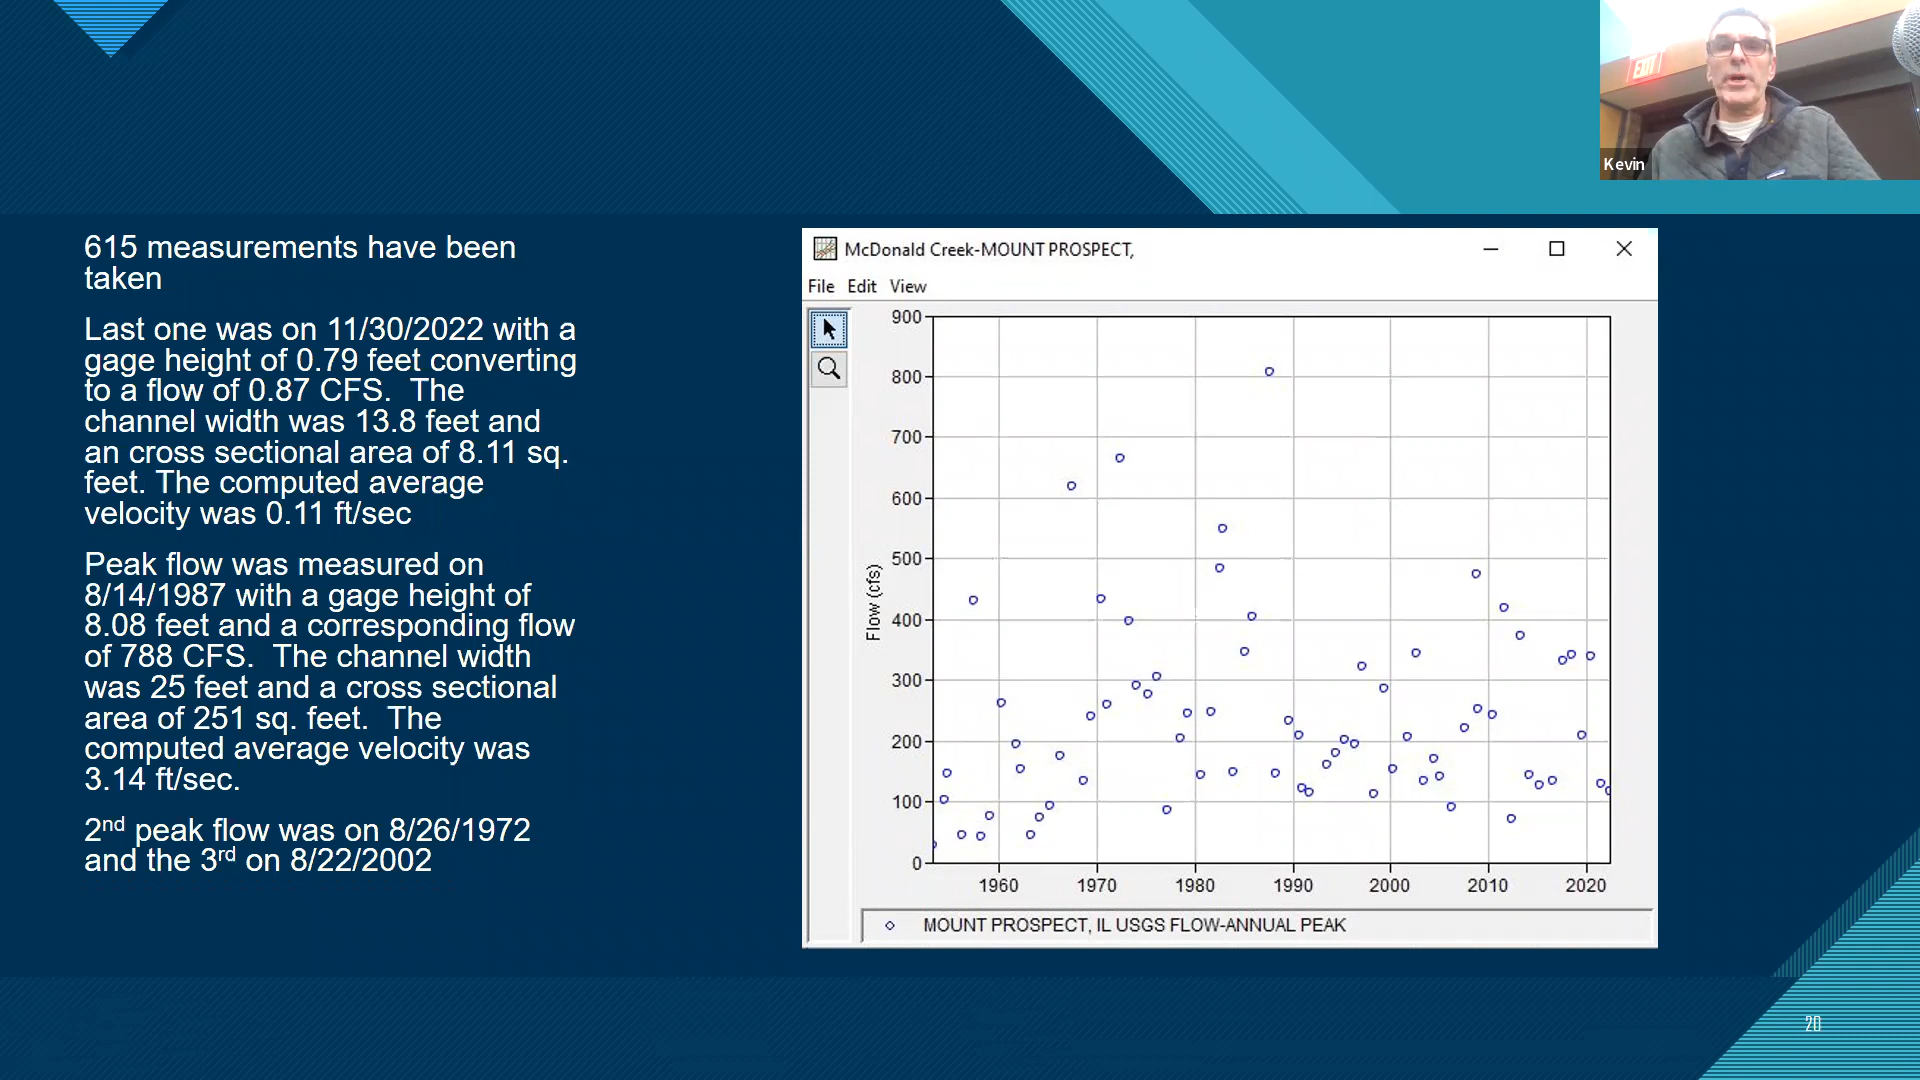 EXIT
Kevin
615 measurements have been
taken
Last one was on 11/30/2022 with a
gage height of 0.79 feet converting
to a flow of 0.87 CFS. The
channel width was 13.8 feet and
an cross sectional area of 8.11 sq.
feet. The computed average
velocity was 0.11 ft/sec
Peak flow was measured on
8/14/1987 with a gage height of
8.08 feet and a corresponding flow
of 788 CFS. The channel width
was 25 feet and a cross sectional
area of 251 sq. feet. The
computed average velocity was
3.14 ft/sec.
2nd peak flow was on 8/26/1972
and the 3rd on 8/22/2002
McDonald Creek-MOUNT PROSPECT,
File Edit View
900
800
700
600
500
400
300
200
100
0
Flow (cfs)
1960 1970 1980 1990 2000 2010 2020
MOUNT PROSPECT, IL USGS FLOW-ANNUAL PEAK
20